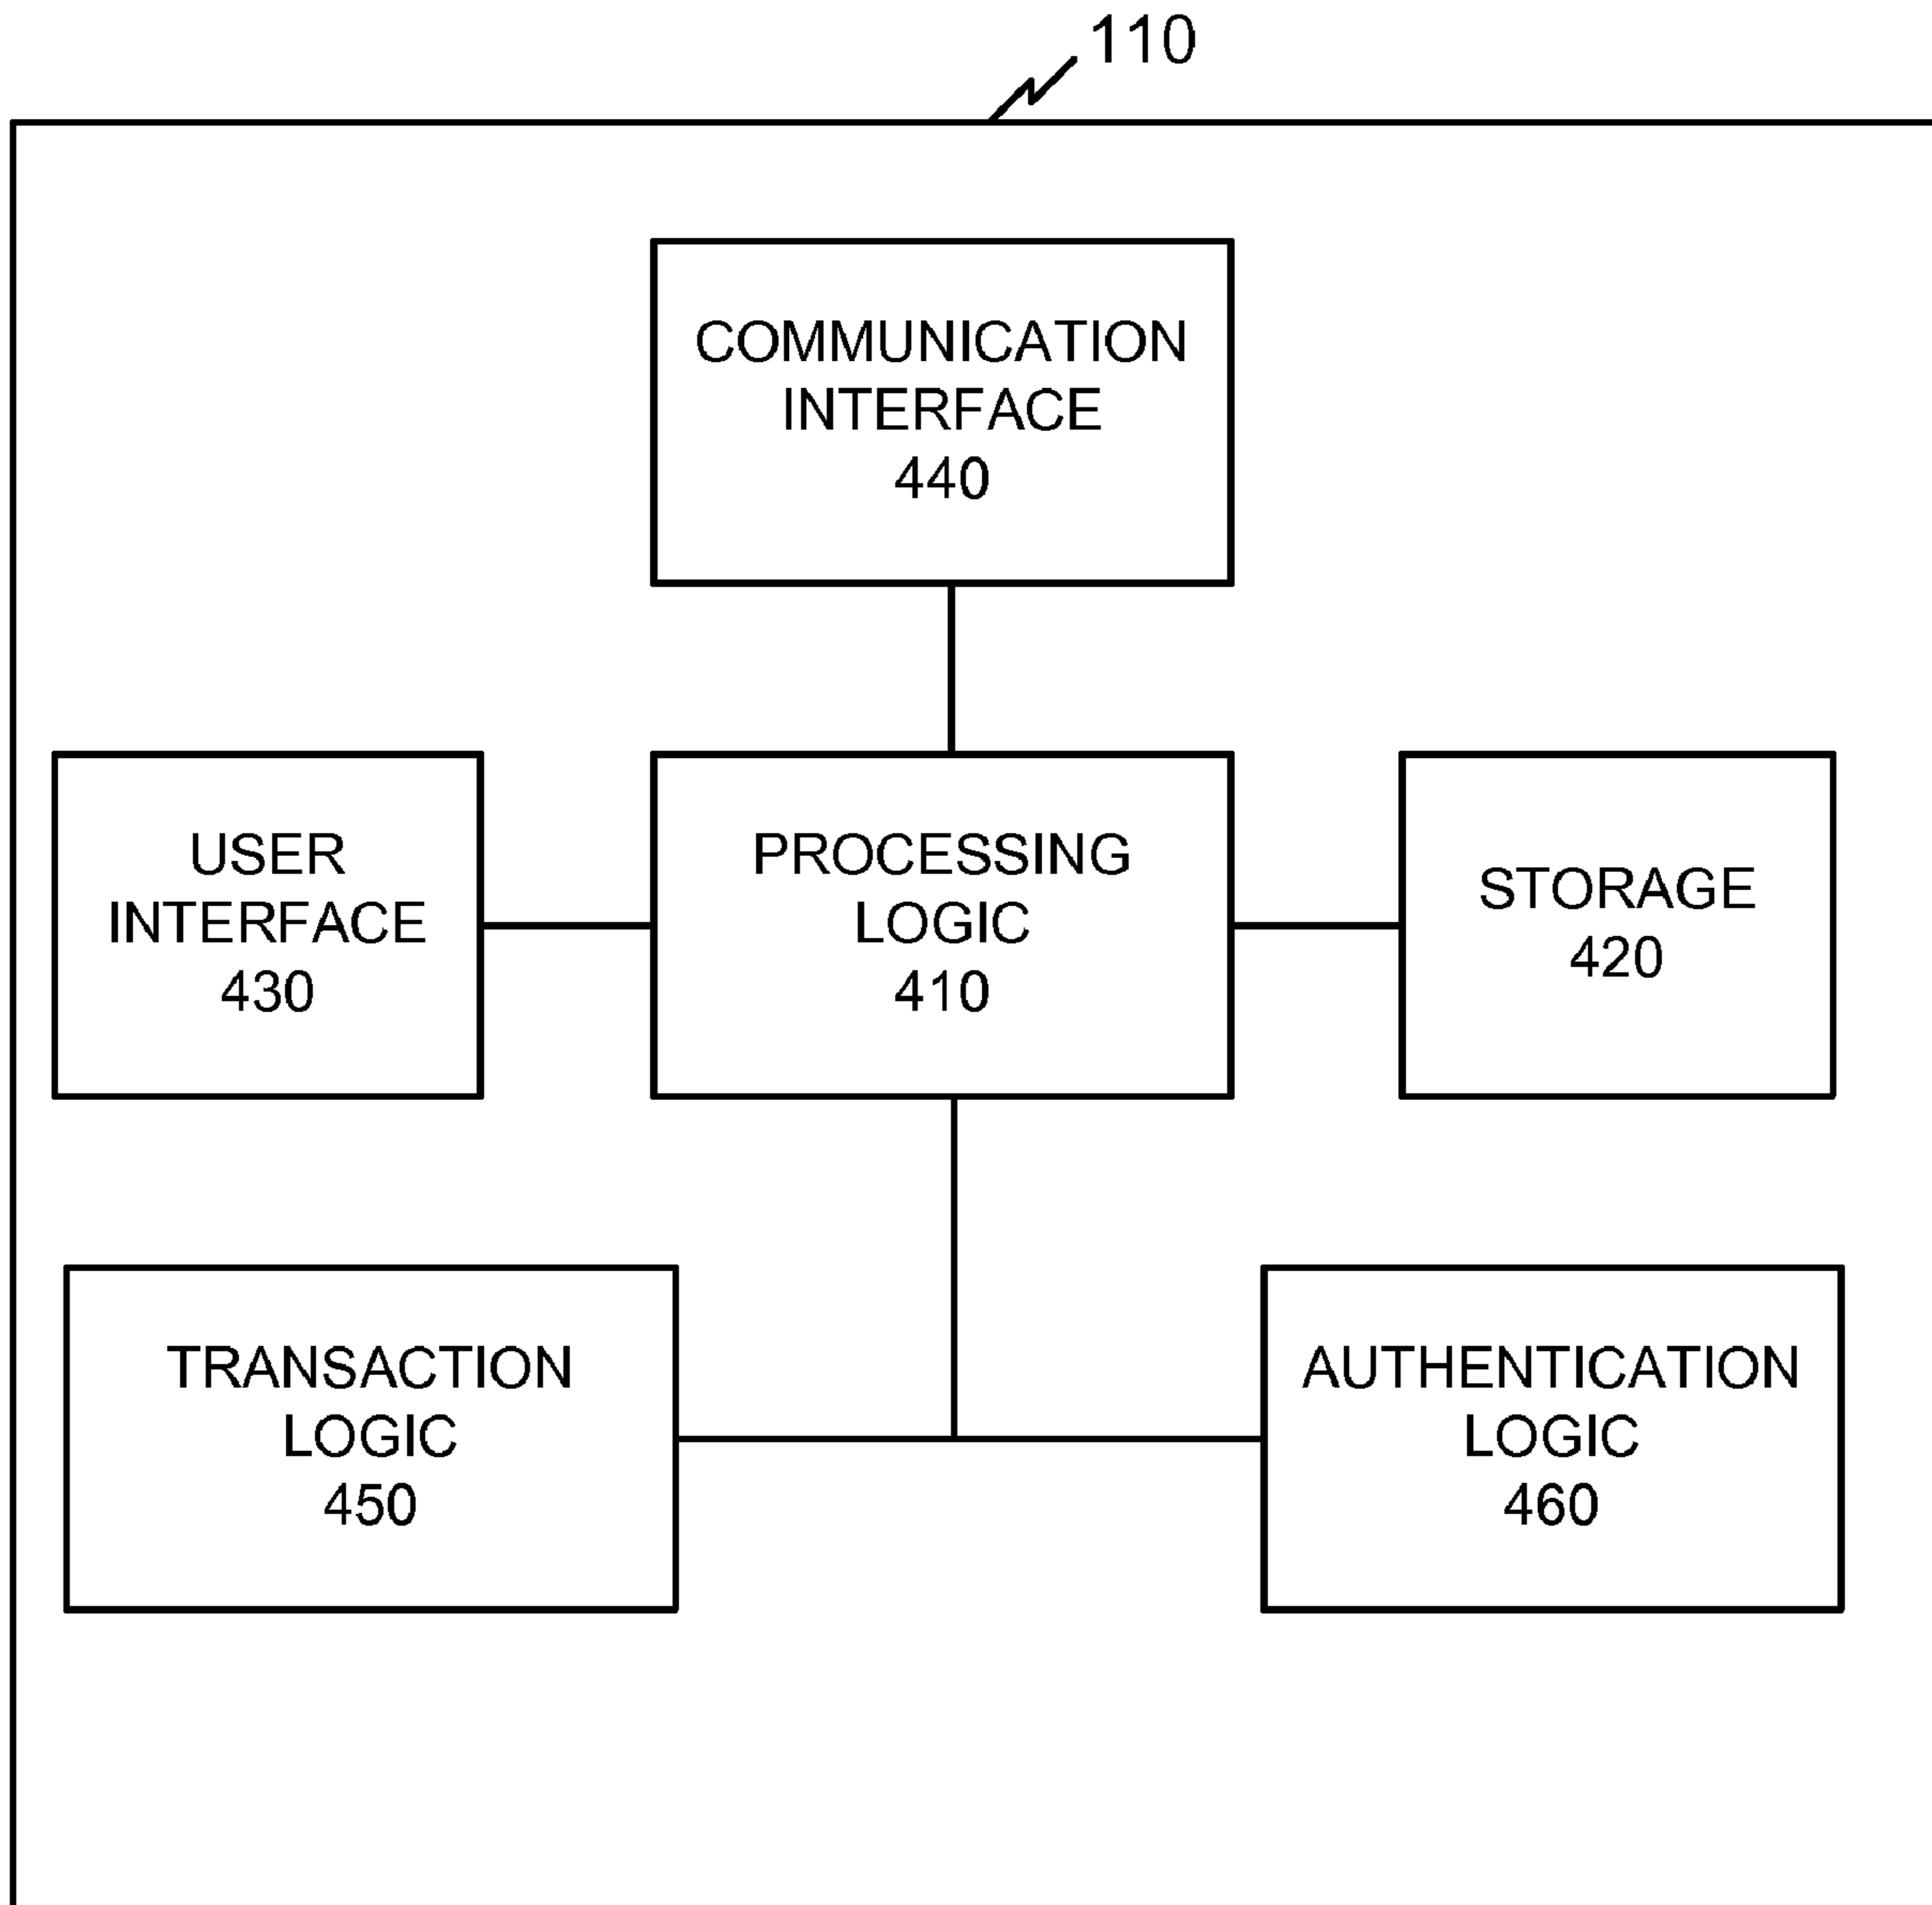 110
COMMUNICATION
INTERFACE
440
USER
INTERFACE
430
PROCESSING
LOGIC
410
STORAGE
420
TRANSACTION
LOGIC
450
AUTHENTICATION
LOGIC
460